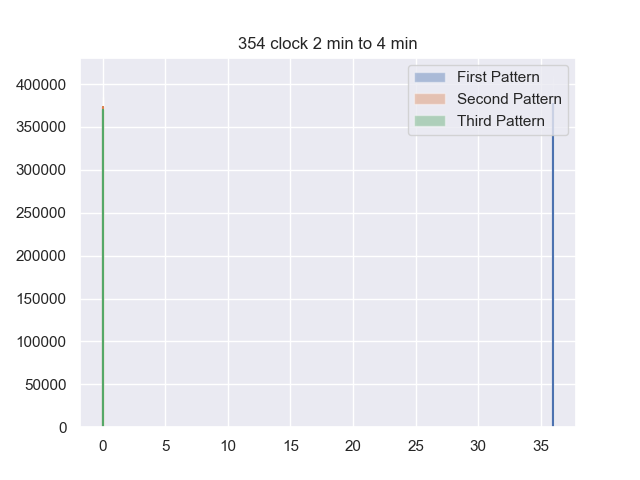 354 clock 2 min to 4 min
First Pattern
Second Pattern
Third Pattern
400000
350000
300000
250000
200000
150000
100000
50000
0
0 5 10 15 20 25 30 35